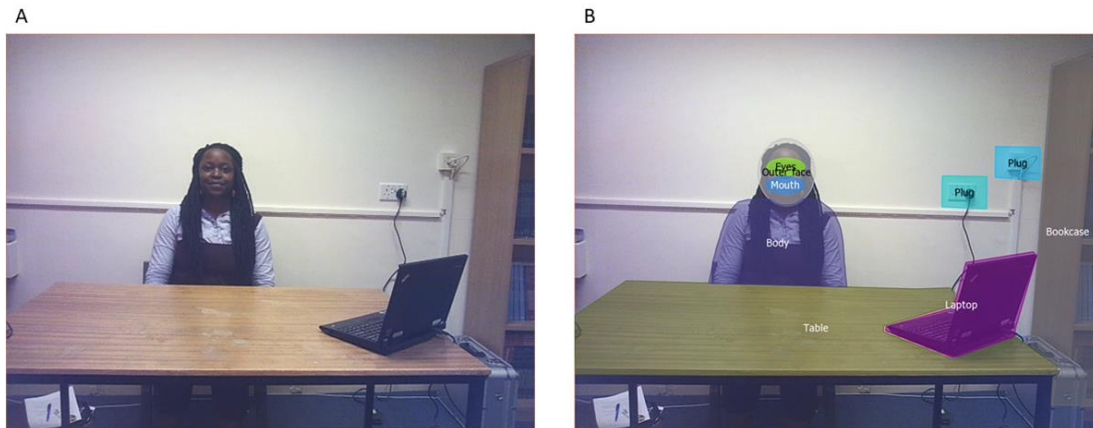 A
B
Eyes
Outer face
Mouth
Plug
Plug
Body
Bookcase
Laptop
Table